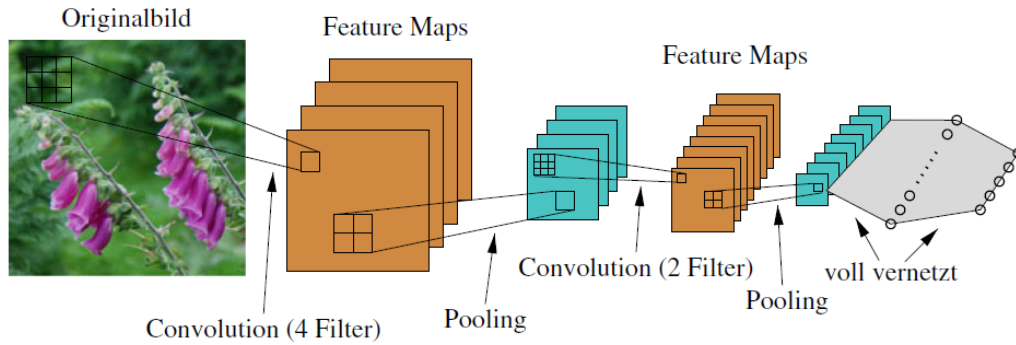 Originalbild
Feature Maps
Feature Maps
Convolution (4 Filter)
Pooling
Convolution (2 Filter)
Pooling
voll vernetzt